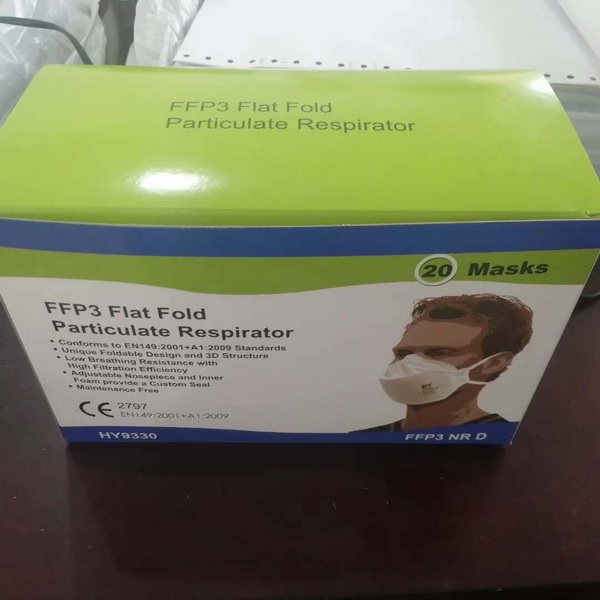 FFP3 Flat Fold
Particulate Respirator
20 Masks
FFP3 Flat Fold
Particulate Respirator
• Conforms to EN149:2001+A1:2009 Standards
• Unique Foldable Design and 3D Structure
• Low Breathing Resistance with
High Filtration Efficiency
• Adjustable Nosepiece and Inner
Foam provide a Custom Seal
• Maintenance Free
CE 2797
EN149:2001+A1:2009
HY
HY9330
FFP3 NR D